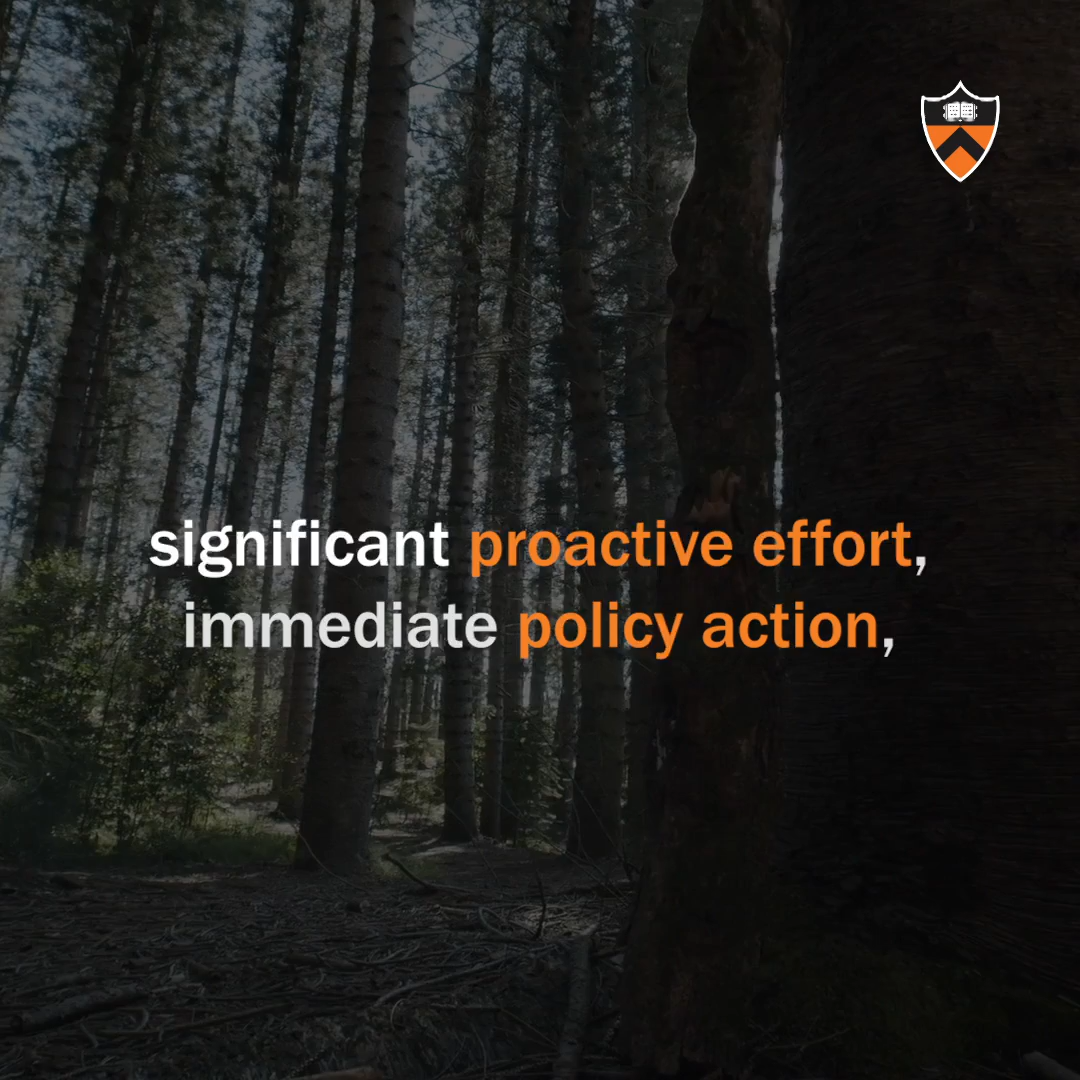 significant proactive effort,
immediate policy action,